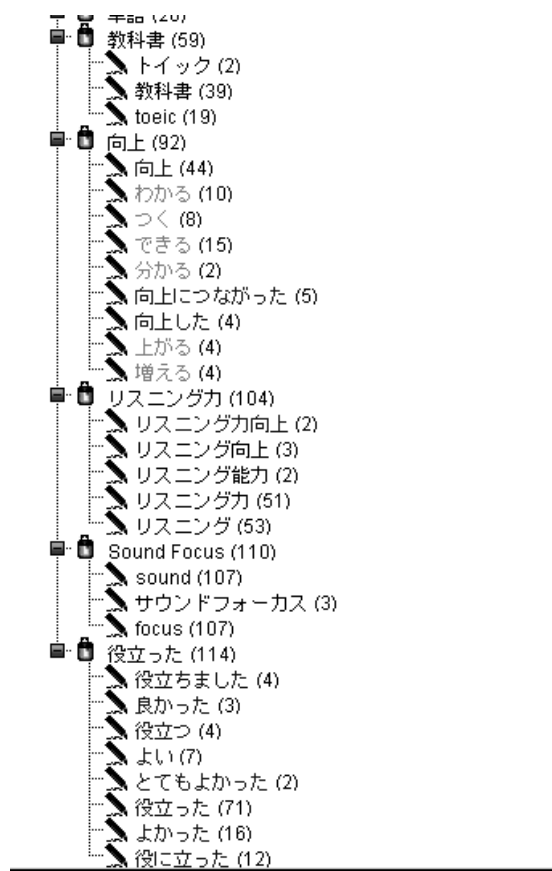 単語 (20)
教科書 (59)
トイック (2)
教科書 (39)
toeic (19)
向上 (92)
向上 (44)
わかる (10)
つく (8)
できる (15)
分かる (2)
向上につながった (5)
向上した (4)
上がる (4)
増える (4)
リスニング力 (104)
リスニング力向上 (2)
リスニング向上 (3)
リスニング能力 (2)
リスニング力 (51)
リスニング (53)
Sound Focus (110)
sound (107)
サウンドフォーカス (3)
focus (107)
役立った (114)
役立ちました (4)
良かった (3)
役立つ (4)
よい (7)
とてもよかった (2)
役立った (71)
よかった (16)
役に立った (12)